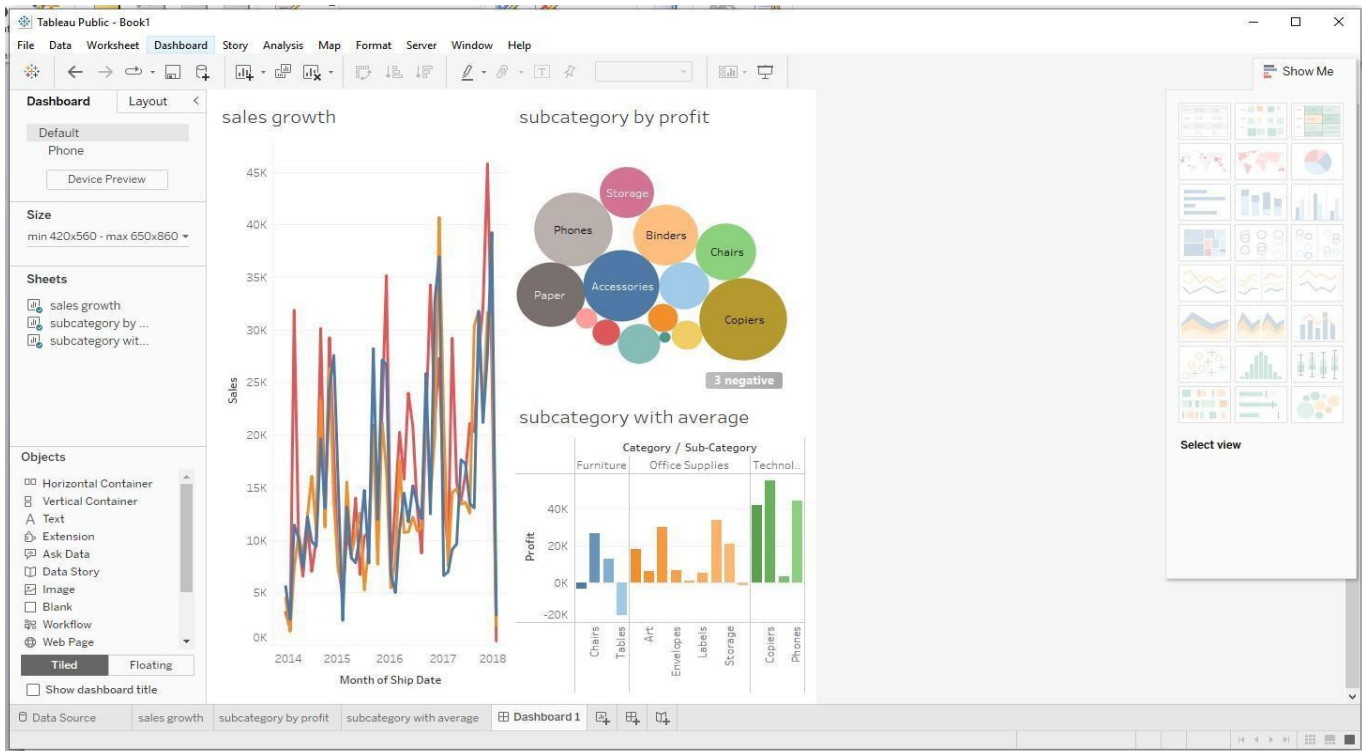 Tableau Public - Book1
File Data Worksheet Dashboard Story Analysis Map Format Server Window Help
Show Me
Dashboard Layout
Default
Phone
Device Preview
Size
min 420x560 - max 650x860
Sheets
sales growth
subcategory by ...
subcategory wit...
Objects
Horizontal Container
Vertical Container
A Text
Extension
Ask Data
Data Story
Image
Blank
Workflow
Web Page
Tiled Floating
Show dashboard title
sales growth
45K
40K
35K
30K
25K
20K
15K
10K
5K
0K
Sales
2014 2015 2016 2017 2018
Month of Ship Date
subcategory by profit
Storage
Phones
Binders
Chairs
Accessories
Paper
Copiers
3 negative
subcategory with average
Category / Sub-Category
Furniture Office Supplies Technol..
40K
20K
0K
-20K
Profit
Chairs
Tables
Art
Envelopes
Labels
Storage
Copiers
Phones
Select view
Data Source sales growth subcategory by profit subcategory with average Dashboard 1